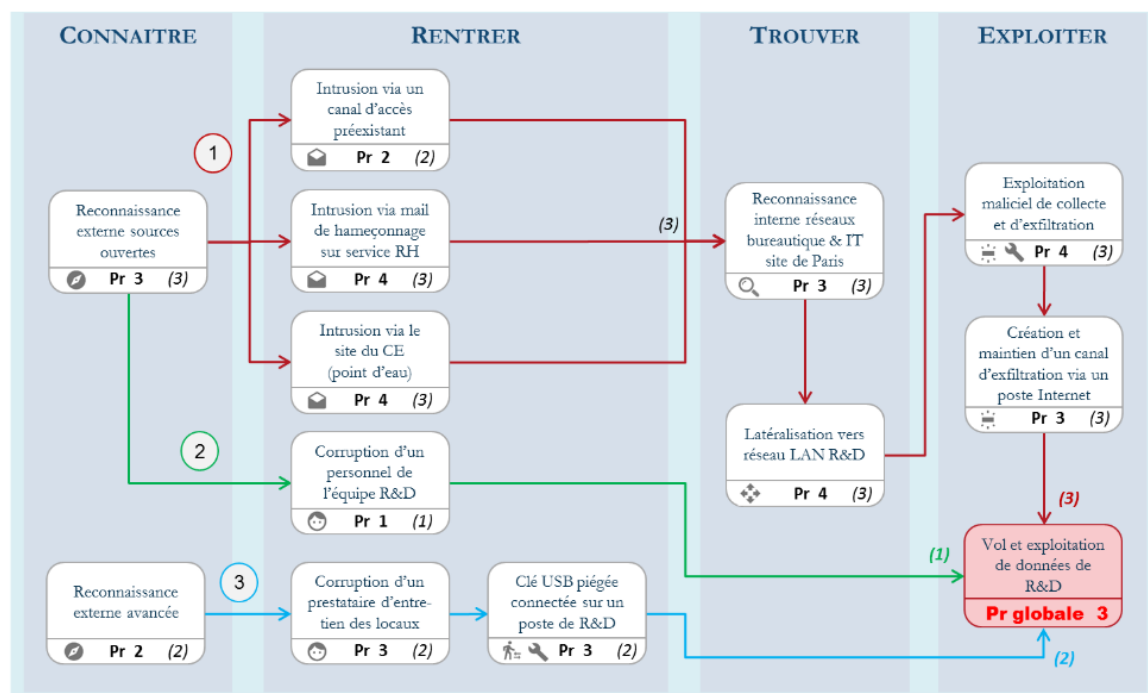 CONNAITRE
RENTRER
TROUVER
EXPLOITER
Intrusion via un
canal d'accès
préexistant
Pr 2 (2)
1
Reconnaissance
externe sources
ouvertes
Pr 3 (3)
Intrusion via mail
de hameçonnage
sur service RH
Pr 4 (3)
(3)
Reconnaissance
interne réseaux
bureautique & IT
site de Paris
Pr 3 (3)
Exploitation
maliciel de collecte
et d'exfiltration
Pr 4 (3)
Intrusion via le
site du CE
(point d'eau)
Pr 4 (3)
Création et
maintien d'un canal
d'exfiltration via un
poste Internet
Pr 3 (3)
2
Corruption d'un
personnel de
l'équipe R&D
Pr 1 (1)
Latéralisation vers
réseau LAN R&D
Pr 4 (3)
(3)
(1)
Vol et exploitation
de données de
R&D
Pr globale 3
Reconnaissance
externe avancée
Pr 2 (2)
3
Corruption d'un
prestataire d'entre-
tien des locaux
Pr 3 (2)
Clé USB piégée
connectée sur un
poste de R&D
Pr 3 (2)
(2)